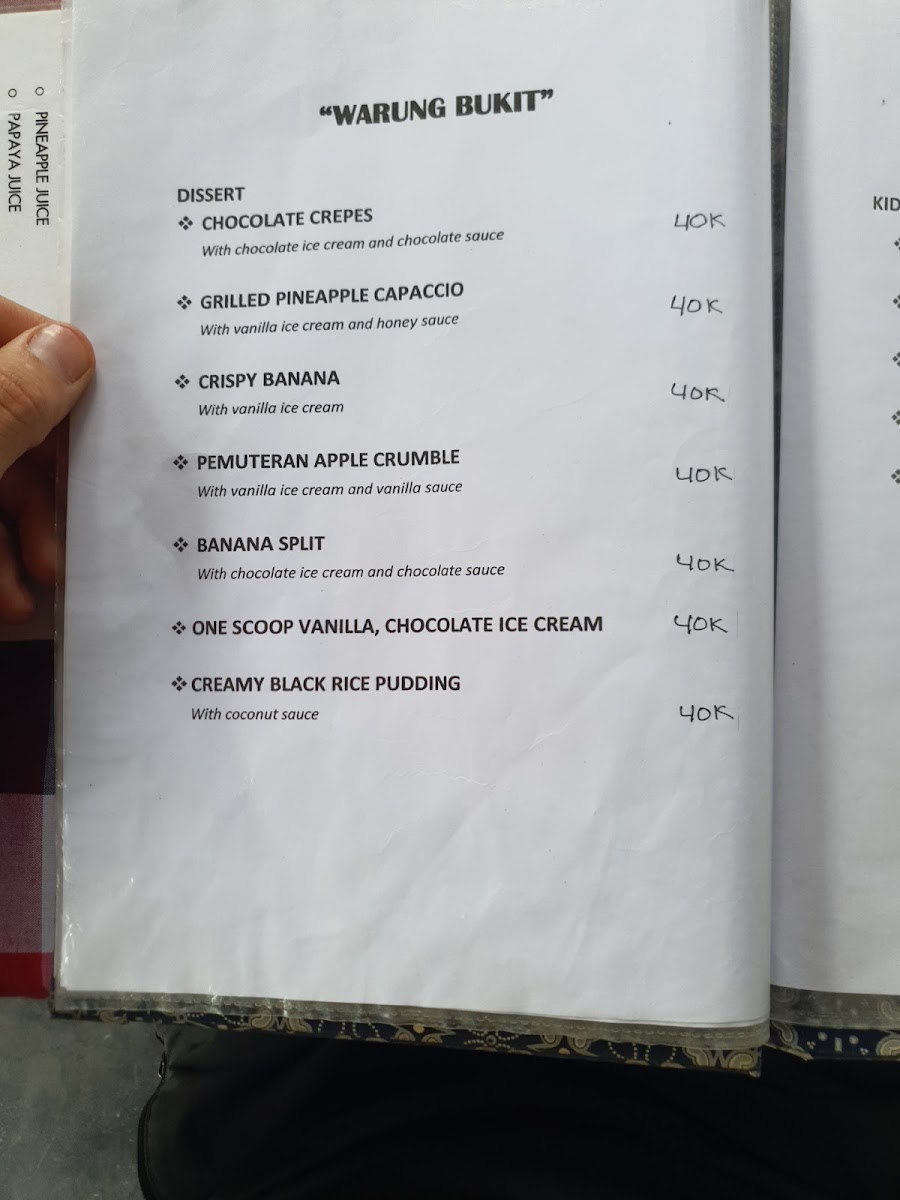 ○ PINEAPPLE JUICE
○ PAPAYA JUICE
“WARUNG BUKIT”
DISSERT
❖ CHOCOLATE CREPES 40K
With chocolate ice cream and chocolate sauce
❖ GRILLED PINEAPPLE CAPACCIO 40K
With vanilla ice cream and honey sauce
❖ CRISPY BANANA 40K
With vanilla ice cream
❖ PEMUTERAN APPLE CRUMBLE 40K
With vanilla ice cream and vanilla sauce
❖ BANANA SPLIT 40K
With chocolate ice cream and chocolate sauce
❖ ONE SCOOP VANILLA, CHOCOLATE ICE CREAM 40K
❖ CREAMY BLACK RICE PUDDING
With coconut sauce 40K
KID